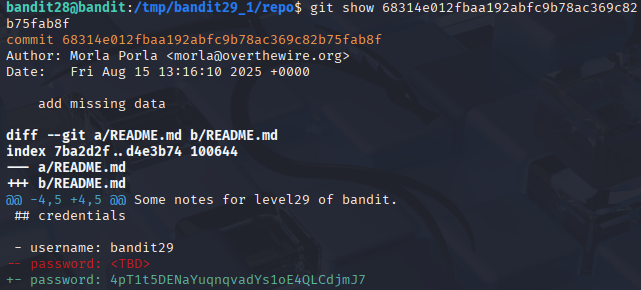 bandit28@bandit:/tmp/bandit29_1/repo$ git show 68314e012fbaa192abfc9b78ac369c82
b75fab8f
commit 68314e012fbaa192abfc9b78ac369c82b75fab8f
Author: Morla Porla <morla@overthewire.org>
Date:   Fri Aug 15 13:16:10 2025 +0000

    add missing data

diff --git a/README.md b/README.md
index 7ba2d2f..d4e3b74 100644
--- a/README.md
+++ b/README.md
@@ -4,5 +4,5 @@ Some notes for level29 of bandit.
 ## credentials

 - username: bandit29
-- password: <TBD>
+- password: 4pT1t5DENaYuqnqvadYs1oE4QLCdjmJ7